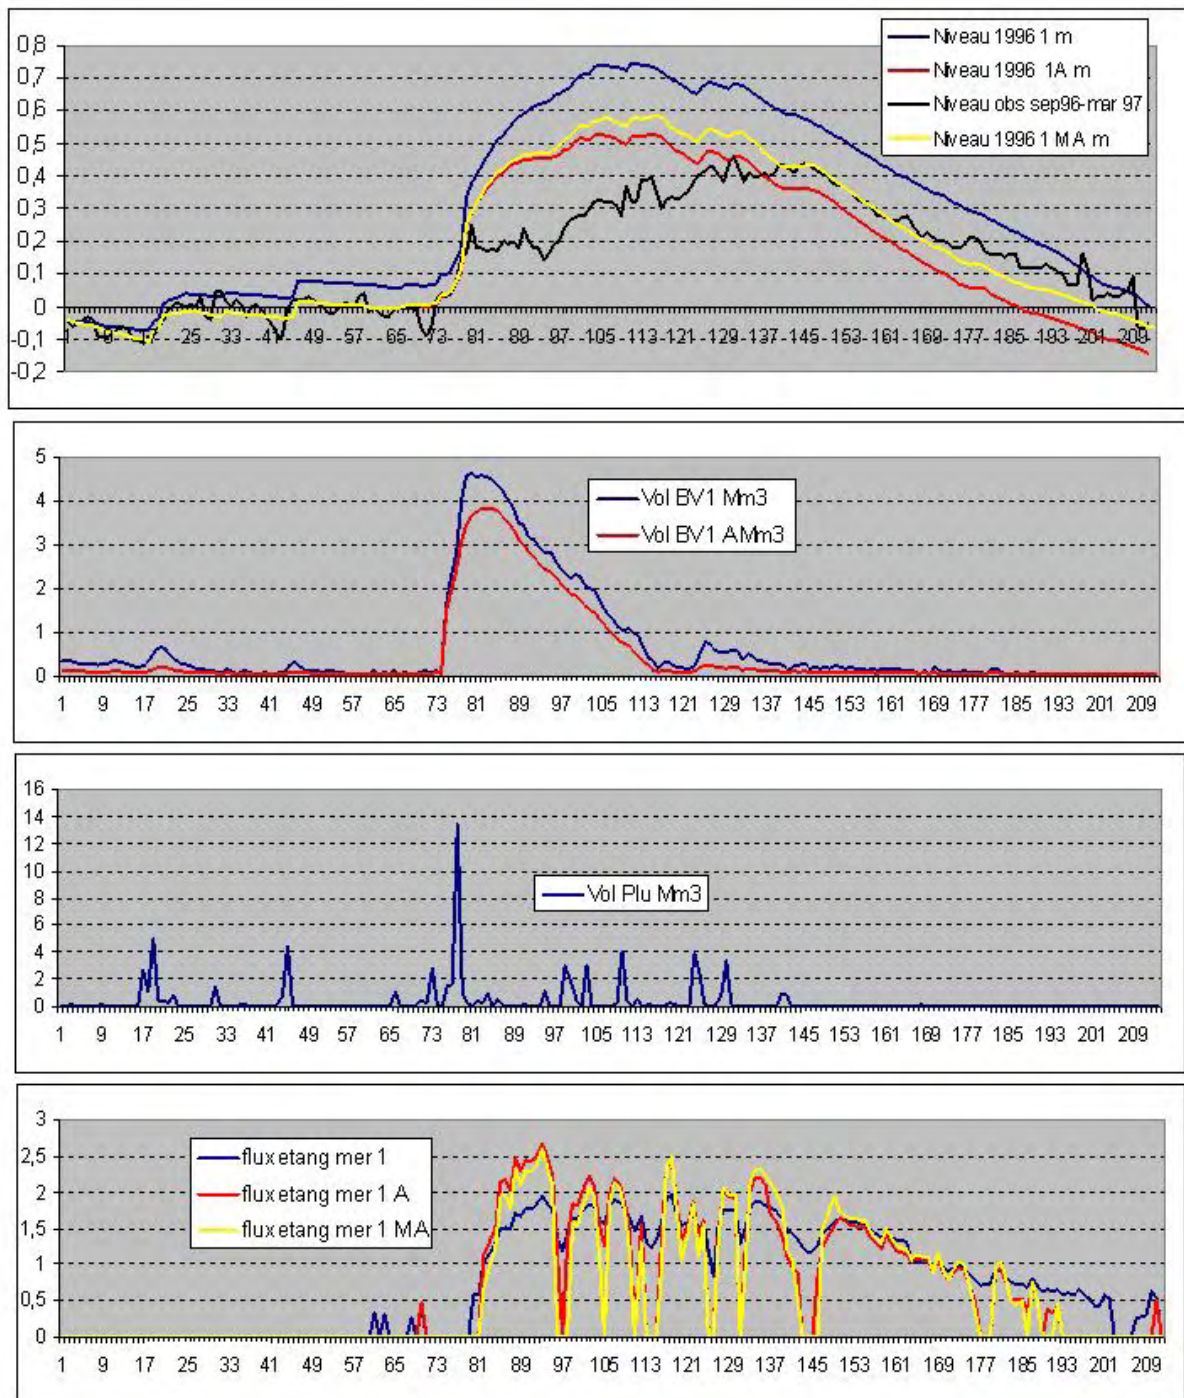 Niveau 1996 1 m
Niveau 1996 1A m
Niveau obs sep96-mar 97
Niveau 1996 1 MA m
0,8
0,7
0,6
0,5
0,4
0,3
0,2
0,1
0
-0,1
-0,2
1 9 17 25 33 41 49 57 65 73 81 89 97 105 113 121 129 137 145 153 161 169 177 185 193 201 209
Vol BV1 Mm3
Vol BV1 A Mm3
5
4
3
2
1
0
1 9 17 25 33 41 49 57 65 73 81 89 97 105 113 121 129 137 145 153 161 169 177 185 193 201 209
Vol Plu Mm3
16
14
12
10
8
6
4
2
0
1 9 17 25 33 41 49 57 65 73 81 89 97 105 113 121 129 137 145 153 161 169 177 185 193 201 209
flux etang mer 1
flux etang mer 1 A
flux etang mer 1 MA
3
2,5
2
1,5
1
0,5
0
1 9 17 25 33 41 49 57 65 73 81 89 97 105 113 121 129 137 145 153 161 169 177 185 193 201 209